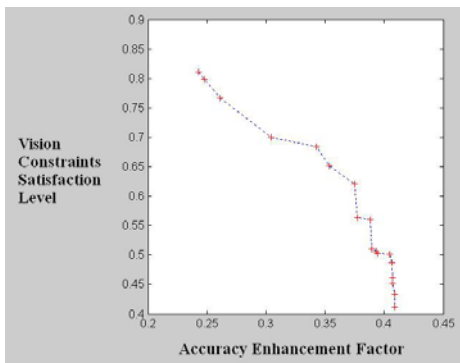 0.9
0.85
0.8
0.75
0.7
0.65
0.6
0.55
0.5
0.45
0.4
Vision
Constraints
Satisfaction
Level
0.2 0.25 0.3 0.35 0.4 0.45
Accuracy Enhancement Factor